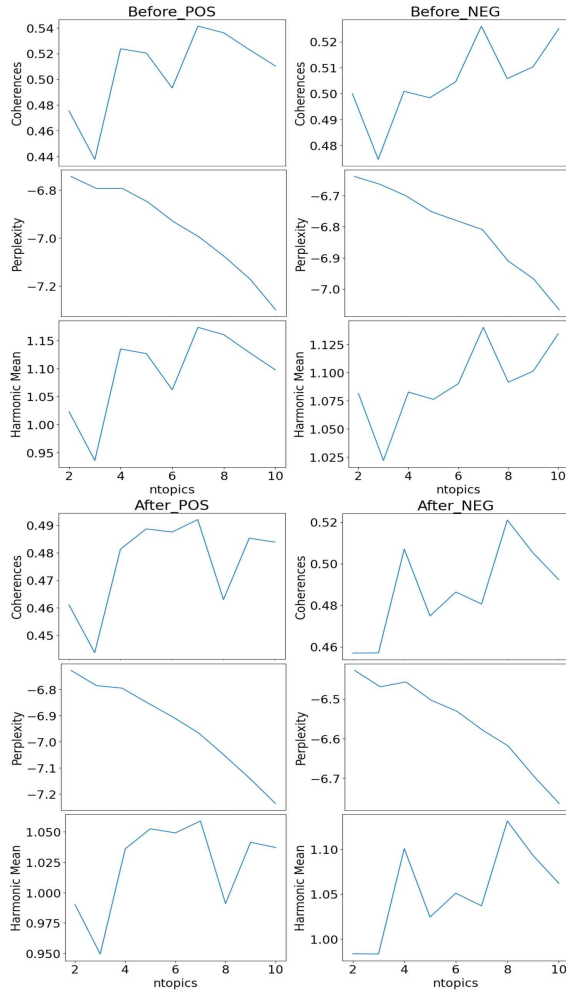 Before_POS
Coherences
0.54
0.52
0.50
0.48
0.46
0.44
Perplexity
−6.8
−7.0
−7.2
Harmonic Mean
1.15
1.10
1.05
1.00
0.95
2 4 6 8 10
ntopics
Before_NEG
Coherences
0.52
0.51
0.50
0.49
0.48
Perplexity
−6.7
−6.8
−6.9
−7.0
Harmonic Mean
1.125
1.100
1.075
1.050
1.025
2 4 6 8 10
ntopics
After_POS
Coherences
0.49
0.48
0.47
0.46
0.45
Perplexity
−6.8
−6.9
−7.0
−7.1
−7.2
Harmonic Mean
1.050
1.025
1.000
0.975
0.950
2 4 6 8 10
ntopics
After_NEG
Coherences
0.52
0.50
0.48
0.46
Perplexity
−6.5
−6.6
−6.7
Harmonic Mean
1.10
1.05
1.00
2 4 6 8 10
ntopics